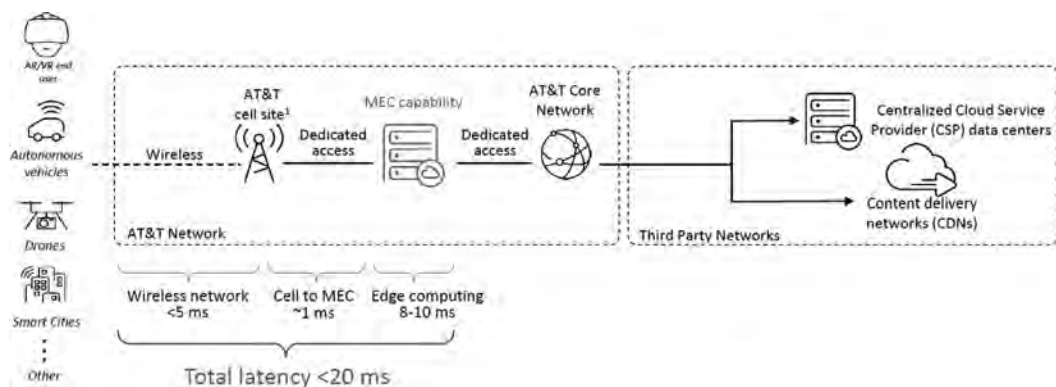 AR/VR end
user
Autonomous
vehicles
Drones
Smart Cities
Other
Wireless
AT&T
cell site¹
Dedicated
access
MEC capability
Dedicated
access
AT&T Core
Network
AT&T Network
Centralized Cloud Service
Provider (CSP) data centers
Content delivery
networks (CDNs)
Third Party Networks
Wireless network
<5 ms
Cell to MEC
~1 ms
Edge computing
8-10 ms
Total latency <20 ms